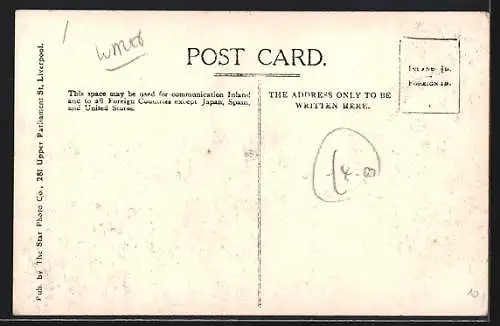 POST CARD.
INLAND ½D.
FOREIGN 1D.
This space may be used for communication Inland
and to all Foreign Countries except Japan, Spain,
and United States.
THE ADDRESS ONLY TO BE
WRITTEN HERE.
Pub. by The Star Photo Co., 281 Upper Parliament St, Liverpool.
10